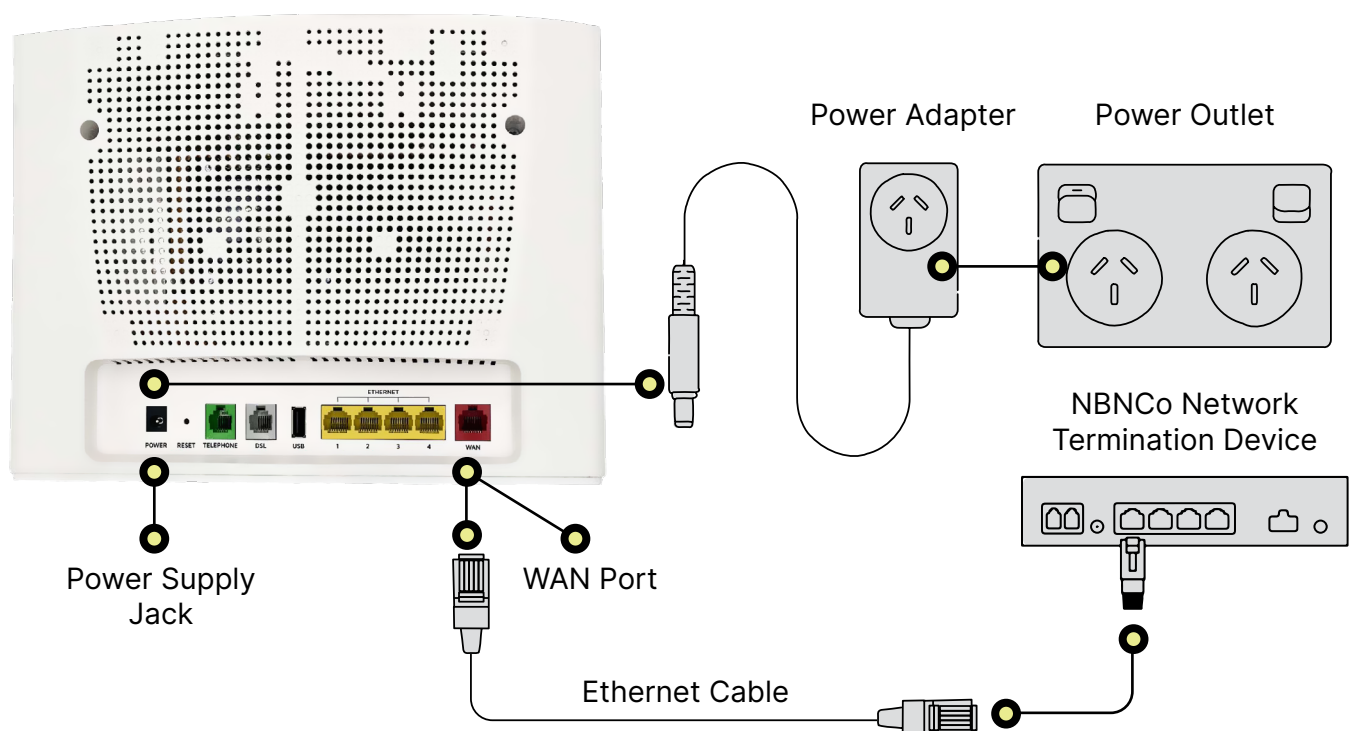 Power Adapter
Power Outlet
ETHERNET
POWER
RESET
TELEPHONE
DSL
USB
1
2
3
4
WAN
NBNCo Network
Termination Device
Power Supply
Jack
WAN Port
Ethernet Cable